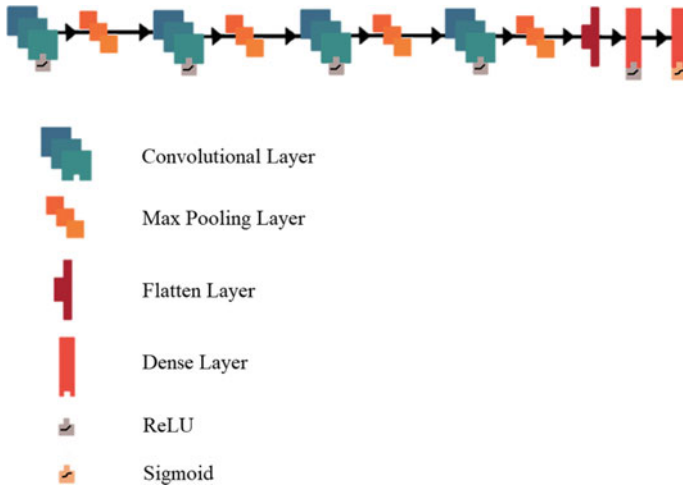 Convolutional Layer
Max Pooling Layer
Flatten Layer
Dense Layer
ReLU
Sigmoid